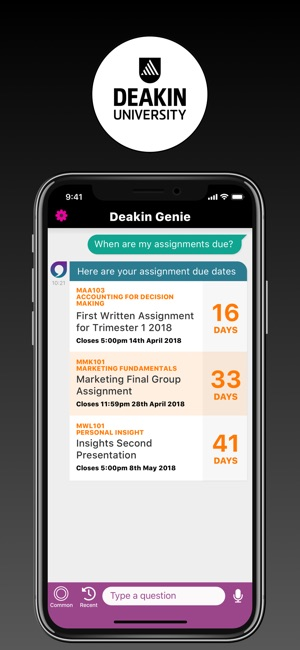 DEAKIN
UNIVERSITY
9:41
Deakin Genie
When are my assignments due?
10:21
Here are your assignment due dates
MAA103
ACCOUNTING FOR DECISION
MAKING
First Written Assignment
for Trimester 1 2018
Closes 5:00pm 14th April 2018
16
DAYS
MMK101
MARKETING FUNDAMENTALS
Marketing Final Group
Assignment
Closes 11:59pm 28th April 2018
33
DAYS
MWL101
PERSONAL INSIGHT
Insights Second
Presentation
Closes 5:00pm 8th May 2018
41
DAYS
Common
Recent
Type a question